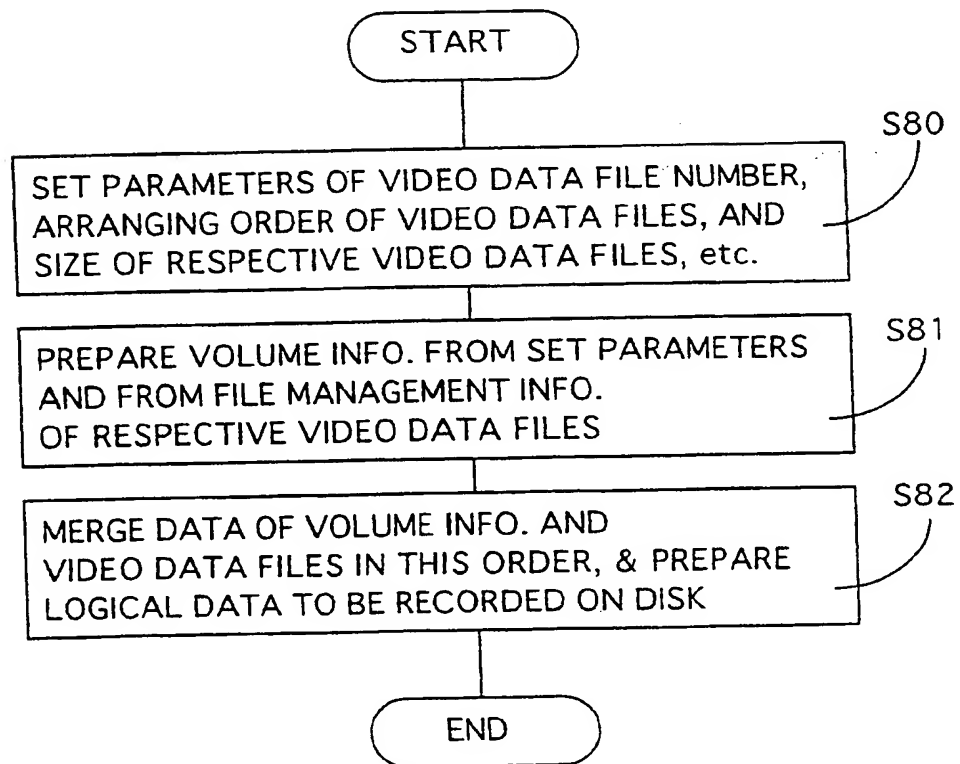 START
S80
SET PARAMETERS OF VIDEO DATA FILE NUMBER,
ARRANGING ORDER OF VIDEO DATA FILES, AND
SIZE OF RESPECTIVE VIDEO DATA FILES, etc.
S81
PREPARE VOLUME INFO. FROM SET PARAMETERS
AND FROM FILE MANAGEMENT INFO.
OF RESPECTIVE VIDEO DATA FILES
S82
MERGE DATA OF VOLUME INFO. AND
VIDEO DATA FILES IN THIS ORDER, & PREPARE
LOGICAL DATA TO BE RECORDED ON DISK
END